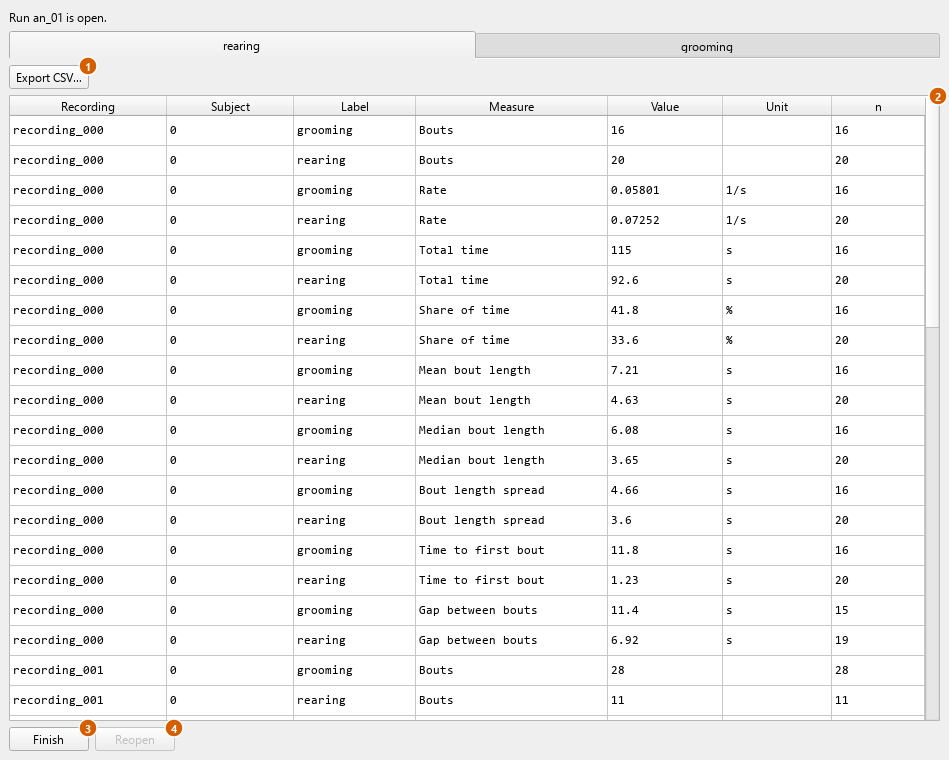 Run an_01 is open.
rearing grooming
Export CSV... 1
Recording Subject Label Measure Value Unit n 2
recording_000 0 grooming Bouts 16 16
recording_000 0 rearing Bouts 20 20
recording_000 0 grooming Rate 0.05801 1/s 16
recording_000 0 rearing Rate 0.07252 1/s 20
recording_000 0 grooming Total time 115 s 16
recording_000 0 rearing Total time 92.6 s 20
recording_000 0 grooming Share of time 41.8 % 16
recording_000 0 rearing Share of time 33.6 % 20
recording_000 0 grooming Mean bout length 7.21 s 16
recording_000 0 rearing Mean bout length 4.63 s 20
recording_000 0 grooming Median bout length 6.08 s 16
recording_000 0 rearing Median bout length 3.65 s 20
recording_000 0 grooming Bout length spread 4.66 s 16
recording_000 0 rearing Bout length spread 3.6 s 20
recording_000 0 grooming Time to first bout 11.8 s 16
recording_000 0 rearing Time to first bout 1.23 s 20
recording_000 0 grooming Gap between bouts 11.4 s 15
recording_000 0 rearing Gap between bouts 6.92 s 19
recording_001 0 grooming Bouts 28 28
recording_001 0 rearing Bouts 11 11
Finish 3 Reopen 4